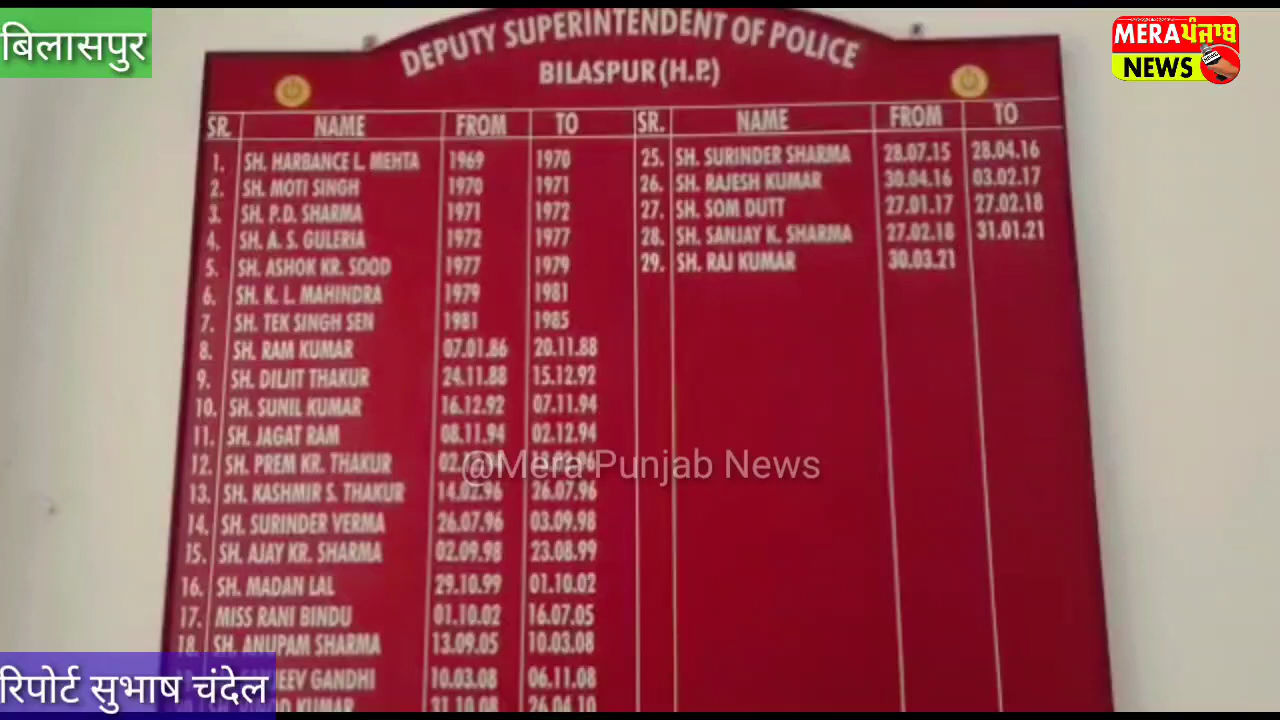 बिलासपुर
MERA ਪੰਜਾਬ
NEWS
DEPUTY SUPERINTENDENT OF POLICE
BILASPUR (H.P.)
SR. NAME FROM TO SR. NAME FROM TO
1. SH. HARBANCE L. MEHTA 1969 1970 25. SH. SURINDER SHARMA 28.07.15 28.04.16
2. SH. MOTI SINGH 1970 1971 26. SH. RAJESH KUMAR 30.04.16 03.02.17
3. SH. P.D. SHARMA 1971 1972 27. SH. SOM DUTT 27.01.17 27.02.18
4. SH. A. S. GULERIA 1972 1977 28. SH. SANJAY K. SHARMA 27.02.18 31.01.21
5. SH. ASHOK KR. SOOD 1977 1979 29. SH. RAJ KUMAR 30.03.21
6. SH. K. L. MAHINDRA 1979 1981
7. SH. TEK SINGH SEN 1981 1985
8. SH. RAM KUMAR 07.01.86 20.11.88
9. SH. DILJIT THAKUR 24.11.88 15.12.92
10. SH. SUNIL KUMAR 16.12.92 07.11.94
11. SH. JAGAT RAM 08.11.94 02.12.94
12. SH. PREM KR. THAKUR
@Mera Punjab News
13. SH. KASHMIR S. THAKUR 14.02.96 26.07.96
14. SH. SURINDER VERMA 26.07.96 03.09.98
15. SH. AJAY KR. SHARMA 02.09.98 23.08.99
16. SH. MADAN LAL 29.10.99 01.10.02
17. MISS RANI BINDU 01.10.02 16.07.05
18. SH. ANUPAM SHARMA 13.09.05 10.03.08
GANDHI 10.03.08 06.11.08
KUMAR 31.10.08 26.04.10
रिपोर्ट सुभाष चंदेल